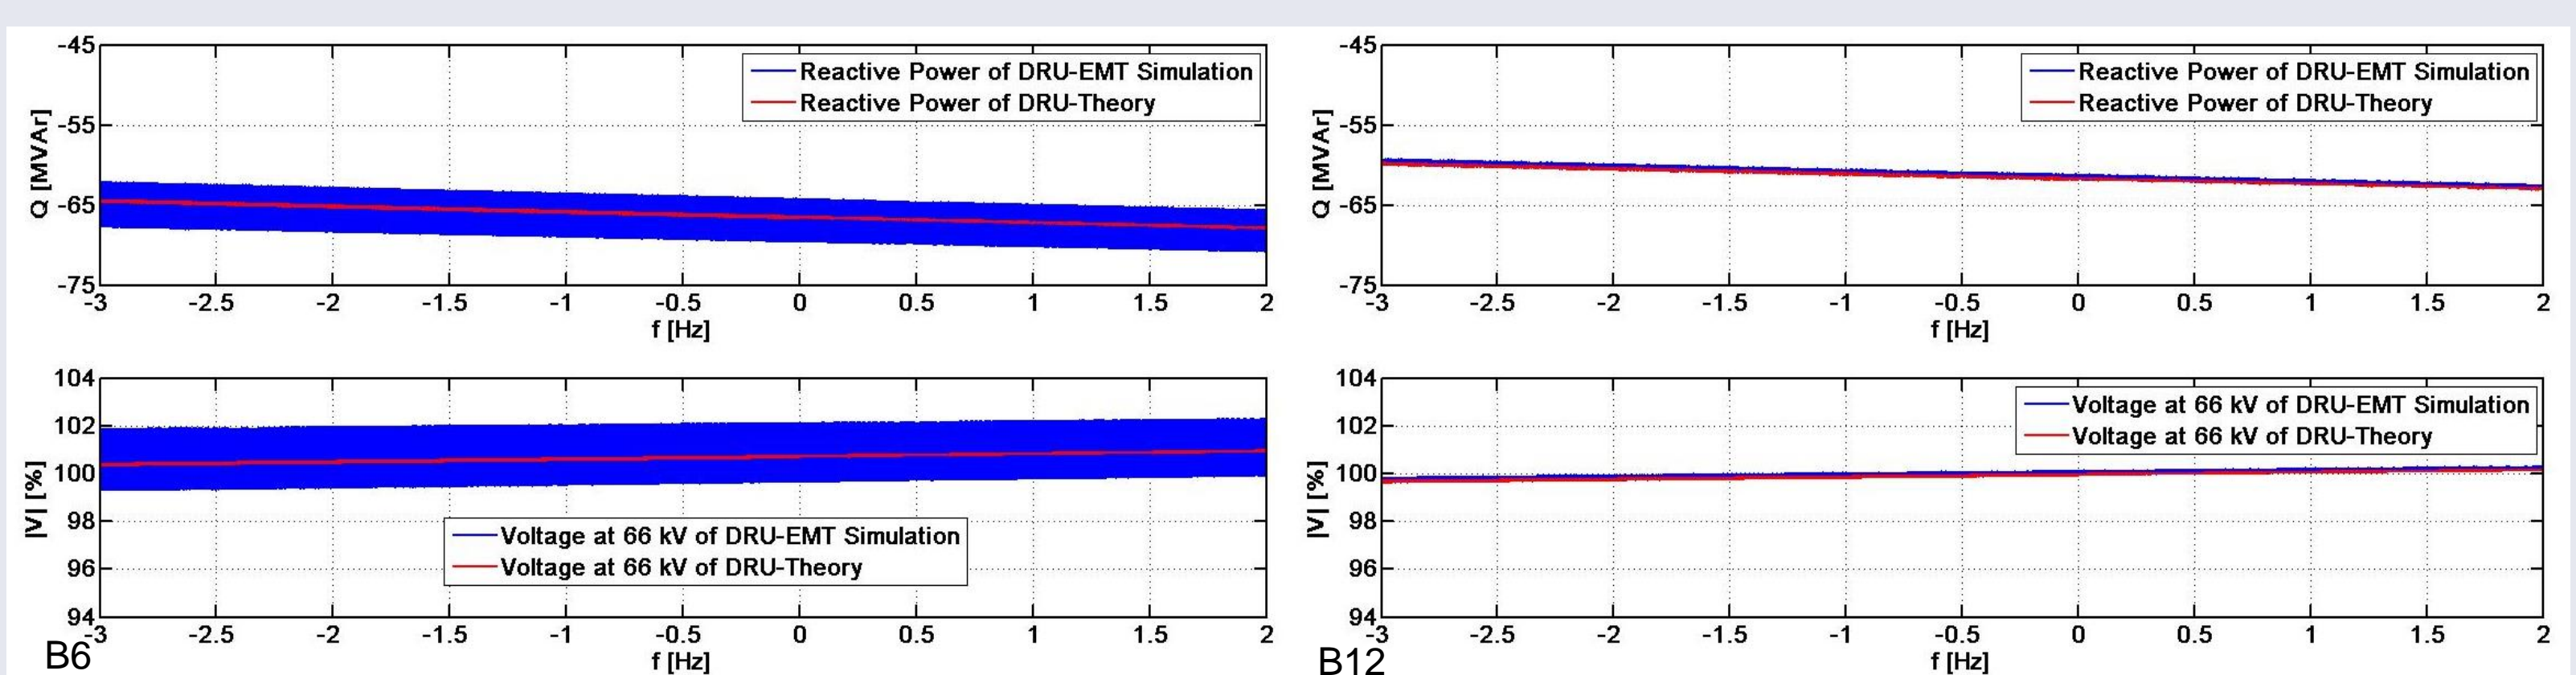 -45
-55
-65
-75
Q [MVAr]
Reactive Power of DRU-EMT Simulation
Reactive Power of DRU-Theory
-3 -2.5 -2 -1.5 -1 -0.5 0 0.5 1 1.5 2
f [Hz]
104
102
100
98
96
94
|V| [%]
Voltage at 66 kV of DRU-EMT Simulation
Voltage at 66 kV of DRU-Theory
-3 -2.5 -2 -1.5 -1 -0.5 0 0.5 1 1.5 2
f [Hz]
B6
-45
-55
-65
-75
Q [MVAr]
Reactive Power of DRU-EMT Simulation
Reactive Power of DRU-Theory
-3 -2.5 -2 -1.5 -1 -0.5 0 0.5 1 1.5 2
f [Hz]
104
102
100
98
96
94
|V| [%]
Voltage at 66 kV of DRU-EMT Simulation
Voltage at 66 kV of DRU-Theory
-3 -2.5 -2 -1.5 -1 -0.5 0 0.5 1 1.5 2
f [Hz]
B12